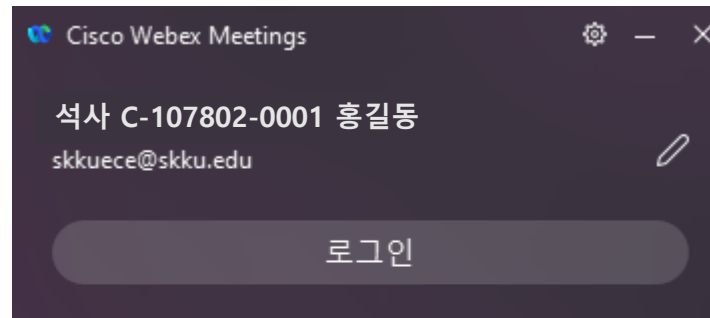 Cisco Webex Meetings
석사 C-107802-0001 홍길동
skkuece@skku.edu
로그인